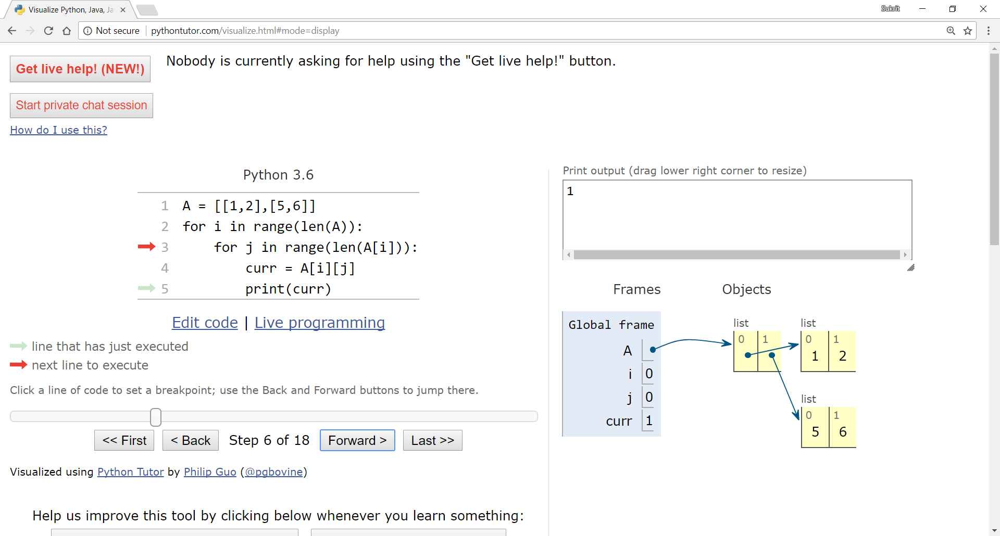 Visualize Python, Java, Ja
Sukrit
Not secure
pythontutor.com/visualize.html#mode=display
Get live help! (NEW!)
Nobody is currently asking for help using the "Get live help!" button.
Start private chat session
How do I use this?
Python 3.6
1 A = [[1,2],[5,6]]
2 for i in range(len(A)):
3     for j in range(len(A[i])):
4         curr = A[i][j]
5         print(curr)
Edit code | Live programming
line that has just executed
next line to execute
Click a line of code to set a breakpoint; use the Back and Forward buttons to jump there.
<< First
< Back
Step 6 of 18
Forward >
Last >>
Visualized using Python Tutor by Philip Guo (@pgbovine)
Help us improve this tool by clicking below whenever you learn something:
Print output (drag lower right corner to resize)
1
Frames
Objects
Global frame
A
i 0
j 0
curr 1
list
0 1
list
0 1
1 2
list
0 1
5 6